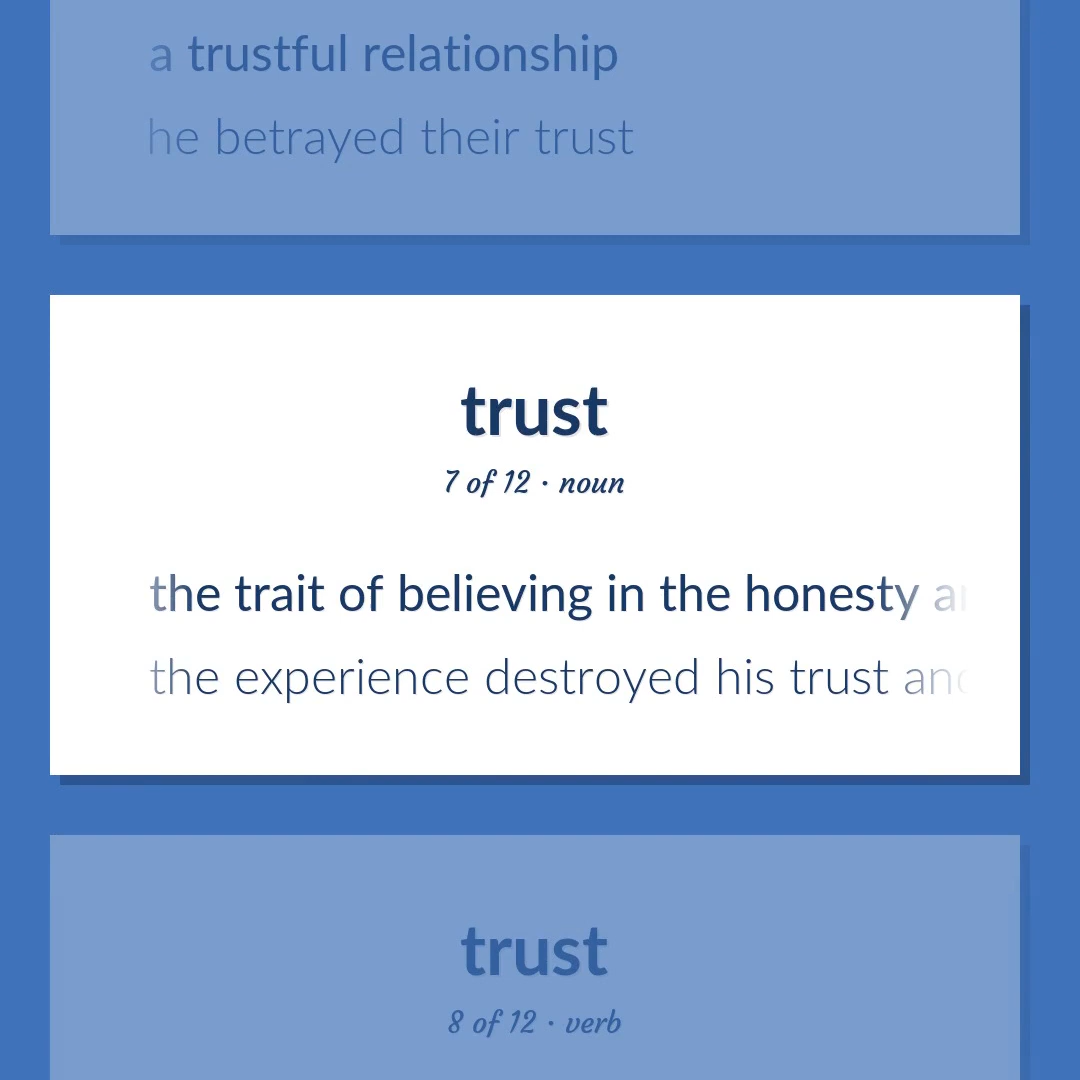 a trustful relationship
he betrayed their trust
trust
7 of 12 · noun
the trait of believing in the honesty
the experience destroyed his trust
trust
8 of 12 · verb